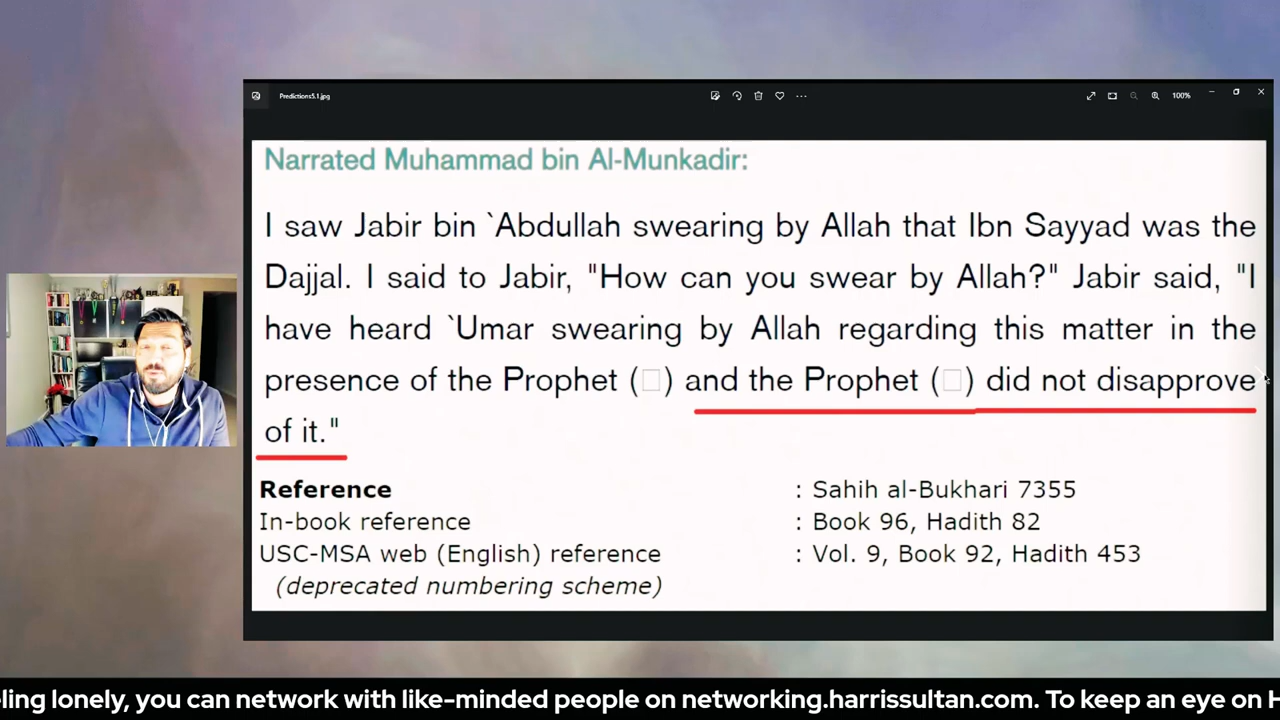 Predictions5.1.jpg
100%
Narrated Muhammad bin Al-Munkadir:
I saw Jabir bin `Abdullah swearing by Allah that Ibn Sayyad was the
Dajjal. I said to Jabir, "How can you swear by Allah?" Jabir said, "I
have heard `Umar swearing by Allah regarding this matter in the
presence of the Prophet (□) and the Prophet (□) did not disapprove
of it."
Reference : Sahih al-Bukhari 7355
In-book reference : Book 96, Hadith 82
USC-MSA web (English) reference : Vol. 9, Book 92, Hadith 453
(deprecated numbering scheme)
ling lonely, you can network with like-minded people on networking.harrissultan.com. To keep an eye on H